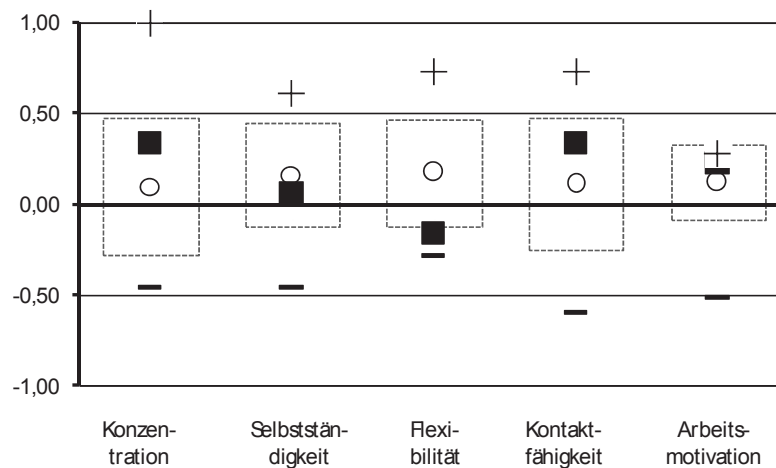 1,00
0,50
0,00
-0,50
-1,00
Konzen-
tration
Selbststän-
digkeit
Flexi-
bilität
Kontakt-
fähigkeit
Arbeits-
motivation